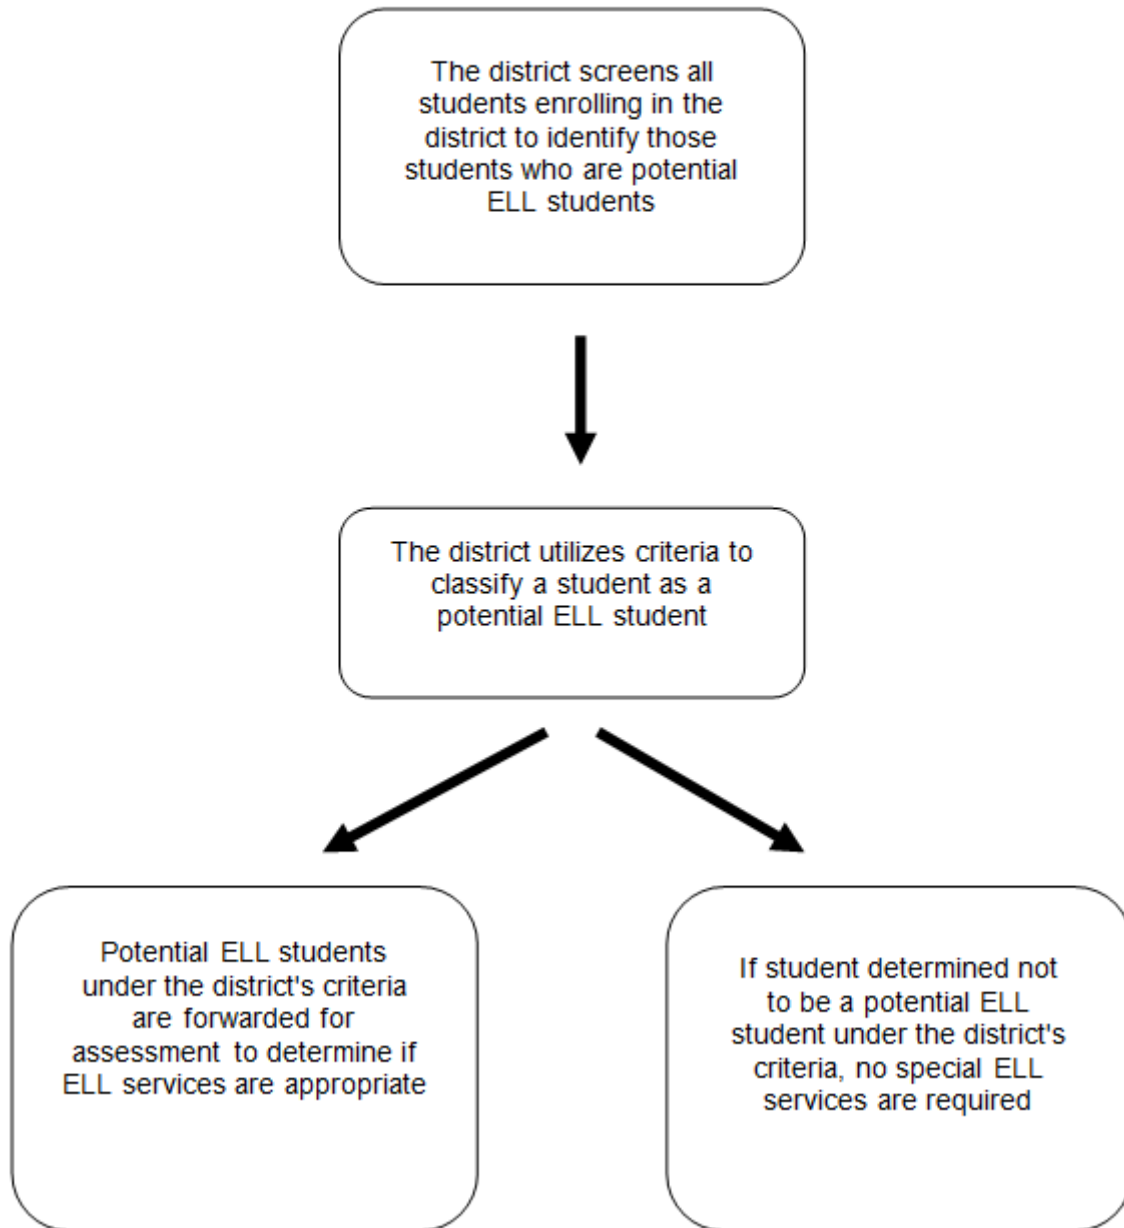 The district screens all
students enrolling in the
district to identify those
students who are potential
ELL students
The district utilizes criteria to
classify a student as a
potential ELL student
Potential ELL students
under the district's criteria
are forwarded for
assessment to determine if
ELL services are appropriate
If student determined not
to be a potential ELL
student under the district's
criteria, no special ELL
services are required